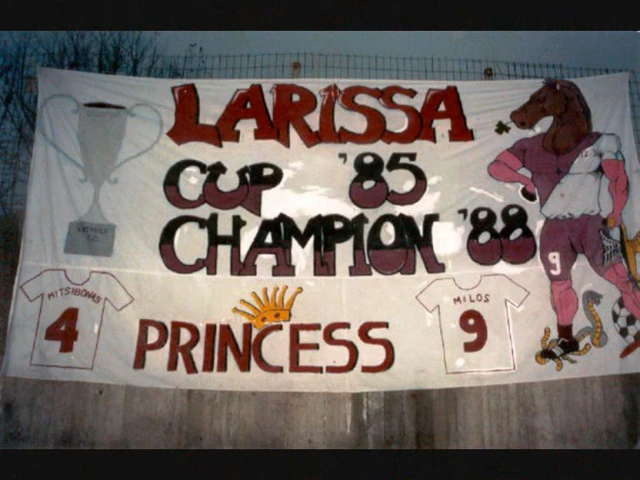 LARISSA
CUP '85
CHAMPION '88
MITSIBONAS
4
PRINCESS
MILOS
9
9